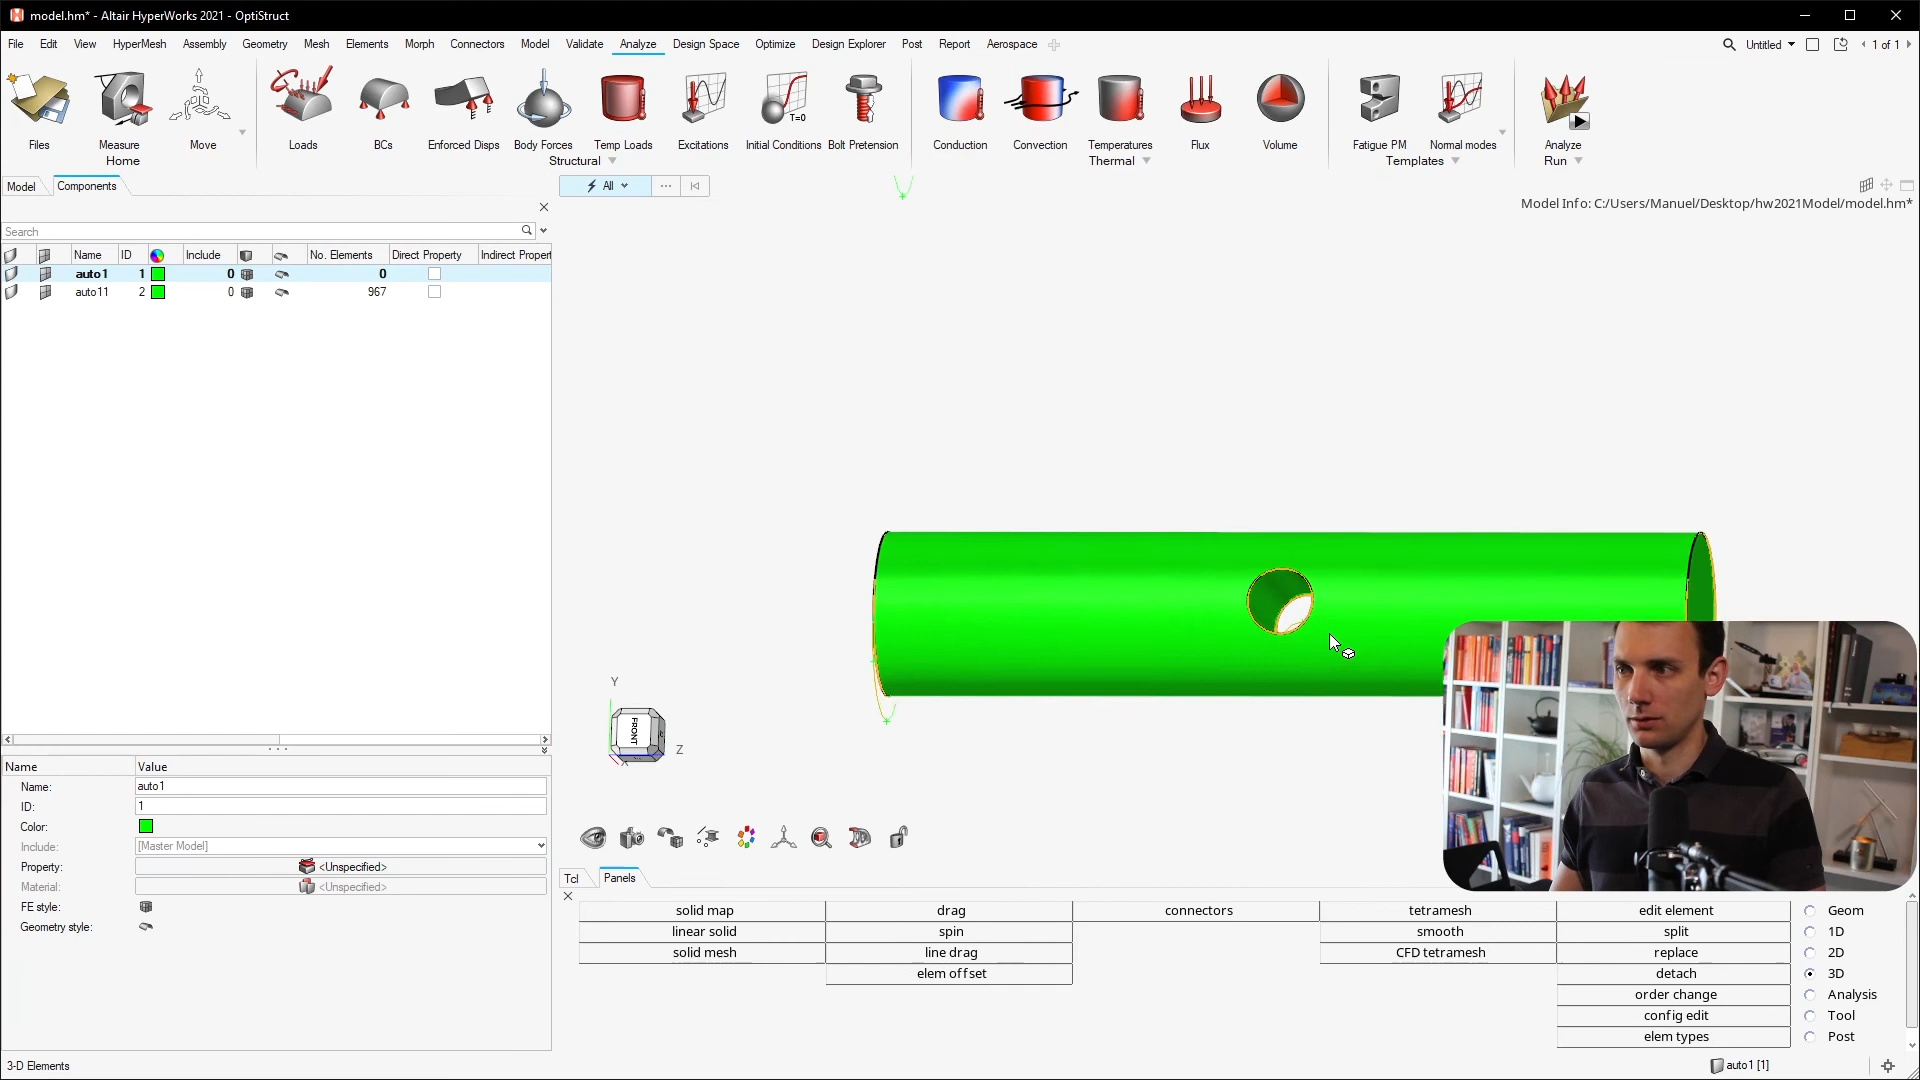 model.hm* - Altair HyperWorks 2021 - OptiStruct
File Edit View HyperMesh Assembly Geometry Mesh Elements Morph Connectors Model Validate Analyze Design Space Optimize Design Explorer Post Report Aerospace Untitled 1 of 1
T=0
Files Measure Move Loads BCs Enforced Disps Body Forces Temp Loads Excitations Initial Conditions Bolt Pretension Conduction Convection Temperatures Flux Volume Fatigue PM Normal modes Analyze
Home Structural Thermal Templates Run
Model Components All
Model Info: C:/Users/Manuel/Desktop/hw2021Model/model.hm*
Search
Name ID Include No. Elements Direct Property Indirect Propert
auto1 1 0 0
auto11 2 0 967
Y
FRONT
Z
X
Name Value
Name: auto1
ID: 1
Color:
Include: [Master Model]
Property: <Unspecified>
Material: <Unspecified>
FE style:
Geometry style:
Tcl Panels
solid map drag connectors tetramesh edit element Geom
linear solid spin smooth split 1D
solid mesh line drag CFD tetramesh replace 2D
elem offset detach 3D
order change Analysis
config edit Tool
elem types Post
3-D Elements auto1 [1]